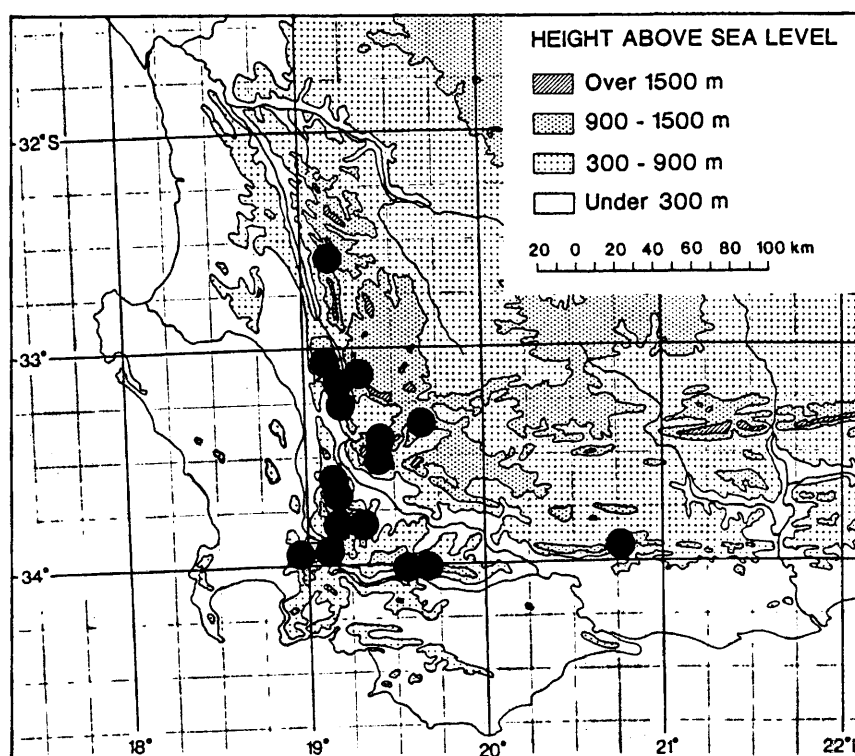 HEIGHT ABOVE SEA LEVEL
Over 1500 m
900 - 1500 m
300 - 900 m
Under 300 m
20 0 20 40 60 80 100 km
32°S
33°
34°
18° 19° 20° 21° 22°